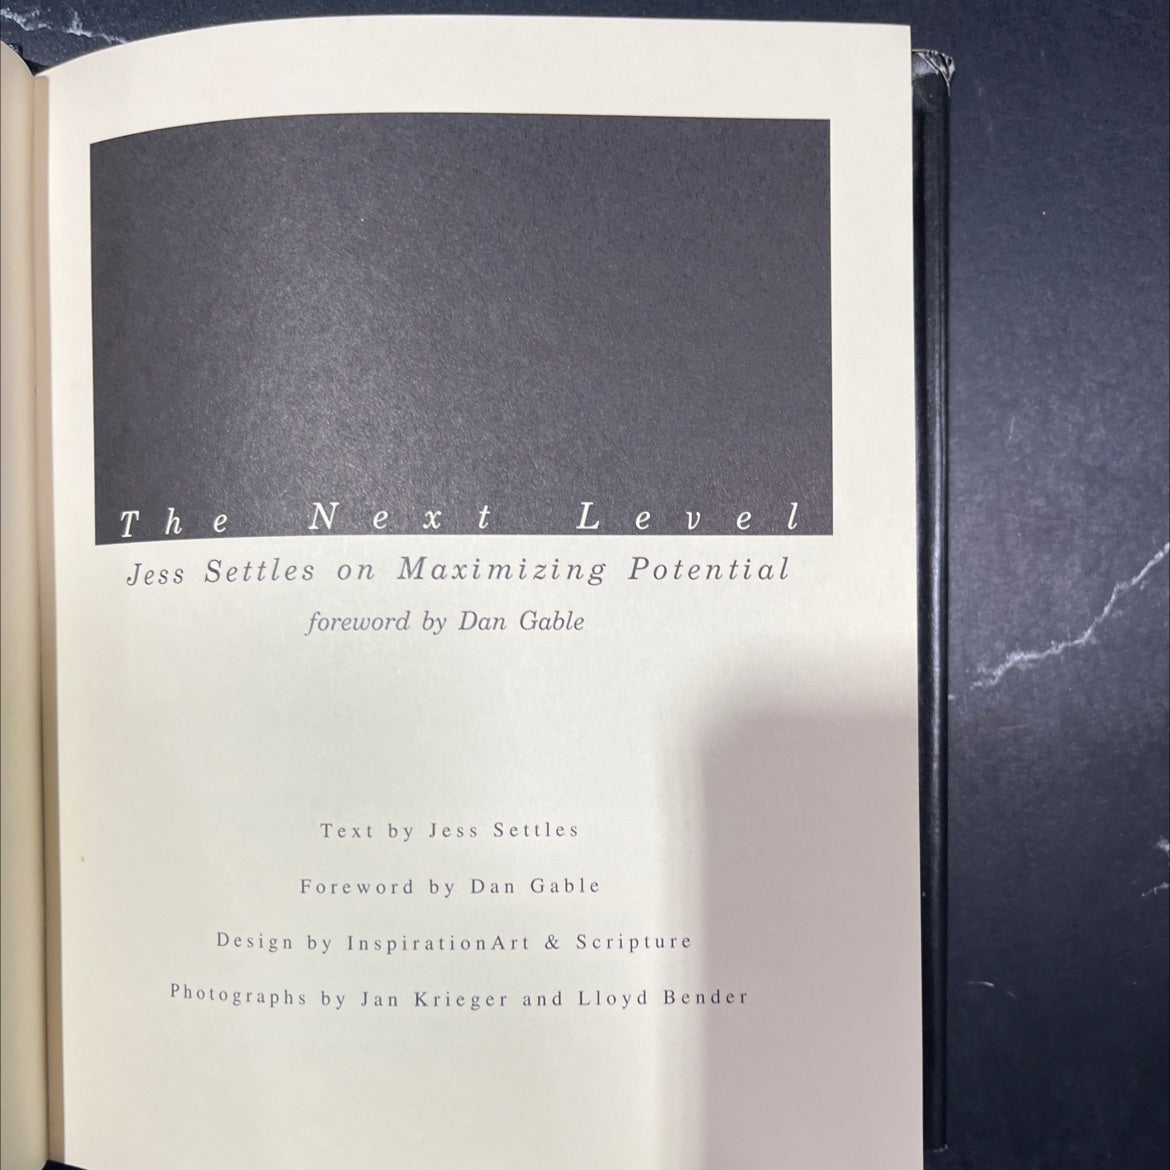 The Next Level
Jess Settles on Maximizing Potential
foreword by Dan Gable
Text by Jess Settles
Foreword by Dan Gable
Design by InspirationArt & Scripture
Photographs by Jan Krieger and Lloyd Bender